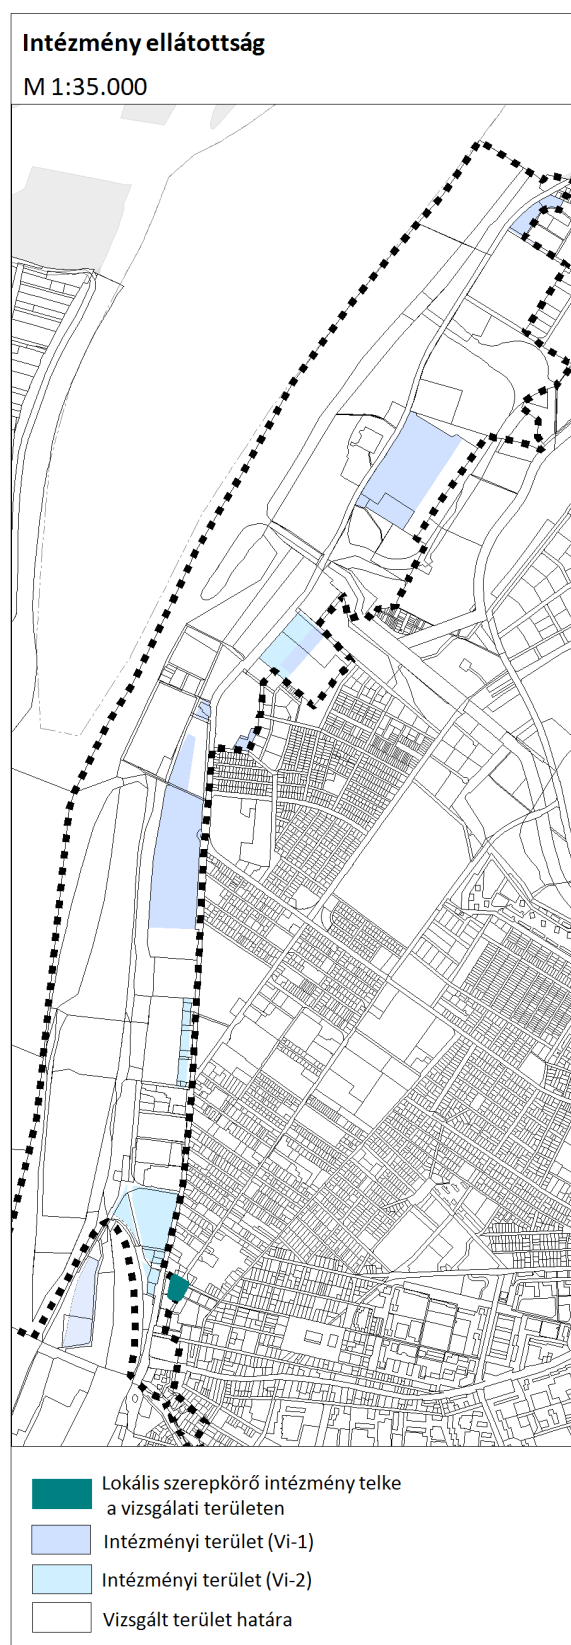 Intézmény ellátottság
M 1:35.000
Lokális szerepkörő intézmény telke
a vizsgálati területen
Intézményi terület (Vi-1)
Intézményi terület (Vi-2)
Vizsgált terület határa